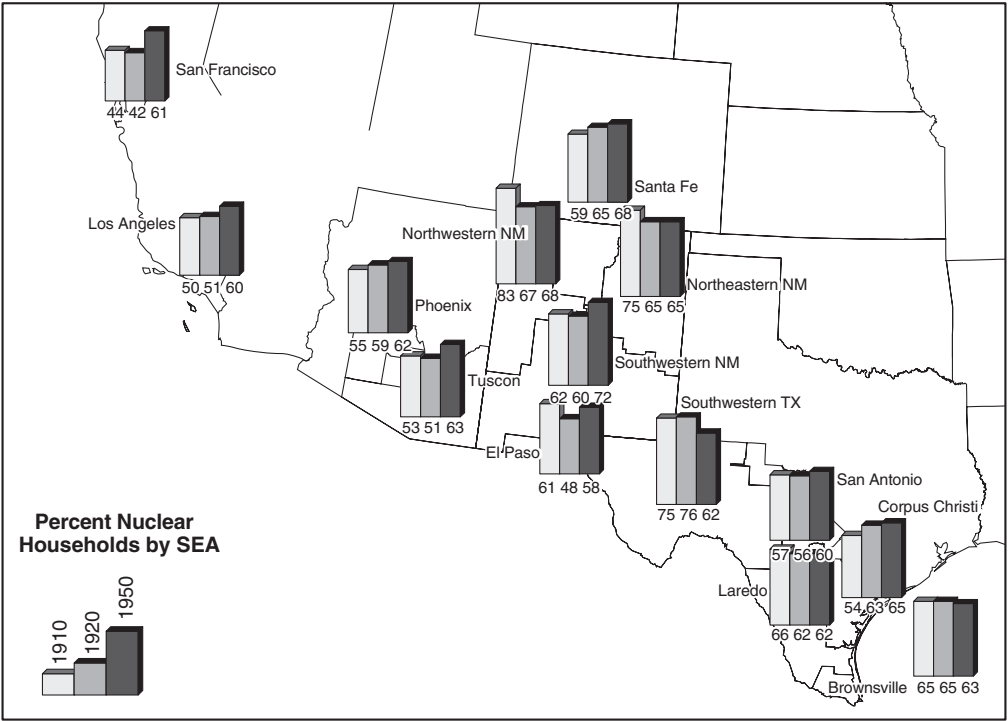 San Francisco
44 42 61
Santa Fe
59 65 68
Los Angeles
50 51 60
Northwestern NM
83 67 68
Northeastern NM
75 65 65
Phoenix
55 59 62
Southwestern NM
62 60 72
Tuscon
53 51 63
Southwestern TX
75 76 62
El Paso
61 48 58
San Antonio
57 56 60
Corpus Christi
54 63 65
Laredo
66 62 62
Brownsville
65 65 63
Percent Nuclear
Households by SEA
1910
1920
1950